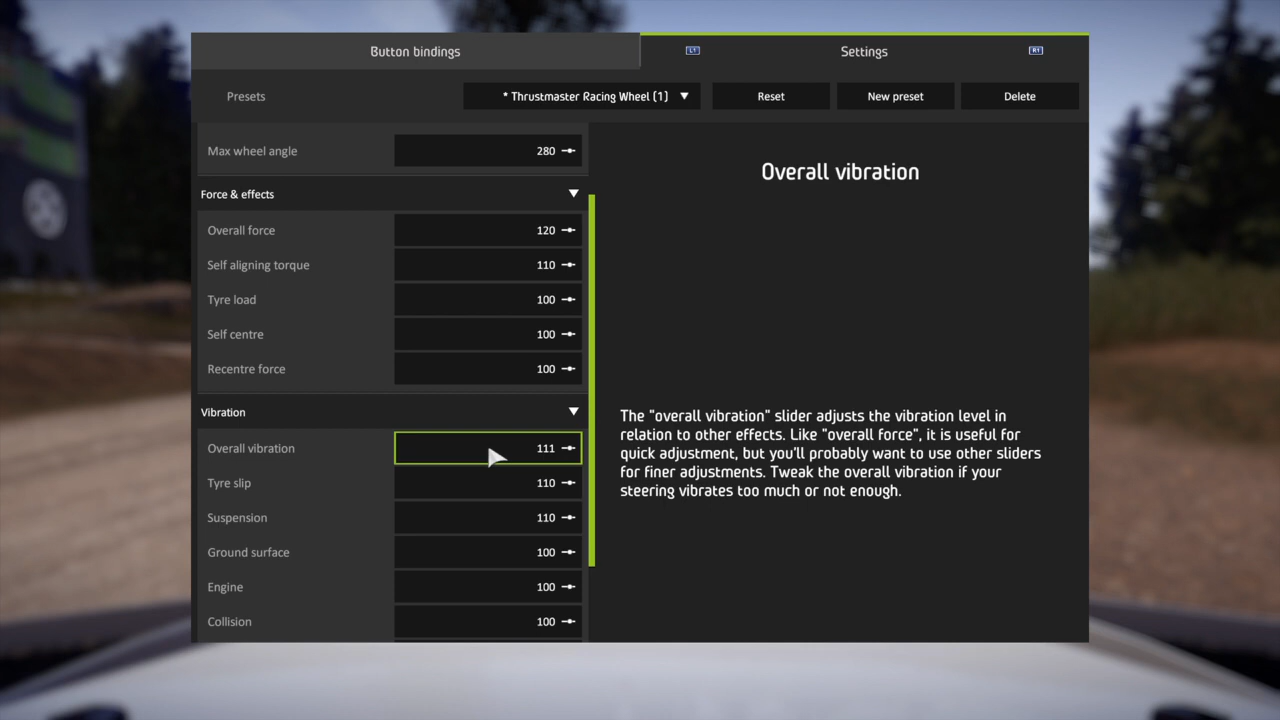 Button bindings
L1
Settings
R1
Presets
* Thrustmaster Racing Wheel (1)
Reset
New preset
Delete
Max wheel angle
280
Force & effects
Overall force
120
Self aligning torque
110
Tyre load
100
Self centre
100
Recentre force
100
Vibration
Overall vibration
111
Tyre slip
110
Suspension
110
Ground surface
100
Engine
100
Collision
100
Overall vibration
The "overall vibration" slider adjusts the vibration level in
relation to other effects. Like "overall force", it is useful for
quick adjustment, but you'll probably want to use other sliders
for finer adjustments. Tweak the overall vibration if your
steering vibrates too much or not enough.